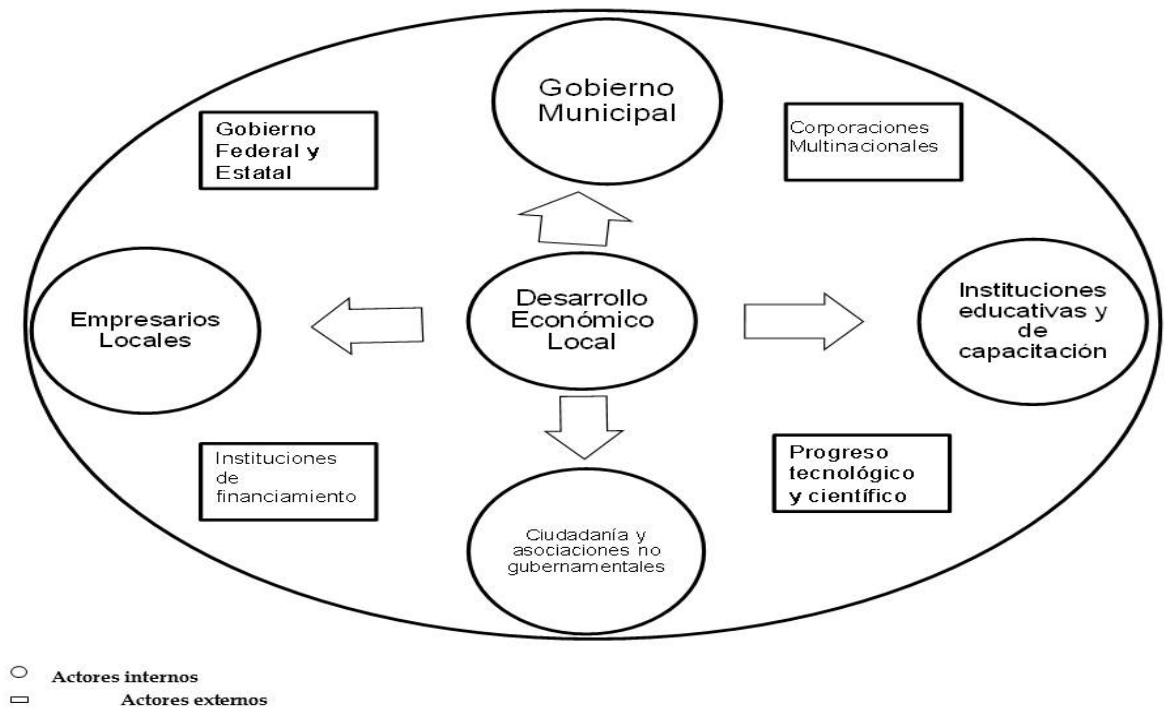 Gobierno
Municipal
Gobierno
Federal y
Estatal
Corporaciones
Multinacionales
Empresarios
Locales
Desarrollo
Económico
Local
Instituciones
educativas y
de
capacitación
Instituciones
de
financiamiento
Progreso
tecnológico
y científico
Ciudadanía y
asociaciones no
gubernamentales
Actores internos
Actores externos